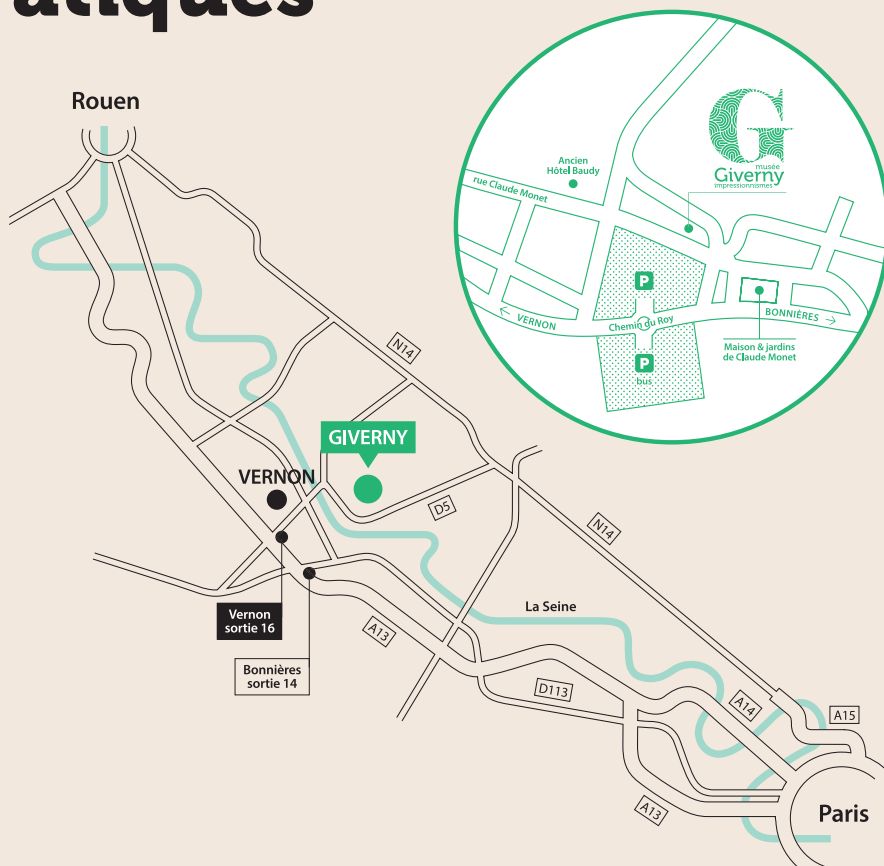 Rouen
G
musée
Giverny
impressionnismes
Ancien
Hôtel Baudy
rue Claude Monet
P
VERNON
Chemin du Roy
BONNIÈRES
Maison & jardins
de Claude Monet
P
bus
N14
GIVERNY
VERNON
D5
N14
La Seine
Vernon
sortie 16
A13
Bonnières
sortie 14
D113
A14
A15
A13
Paris